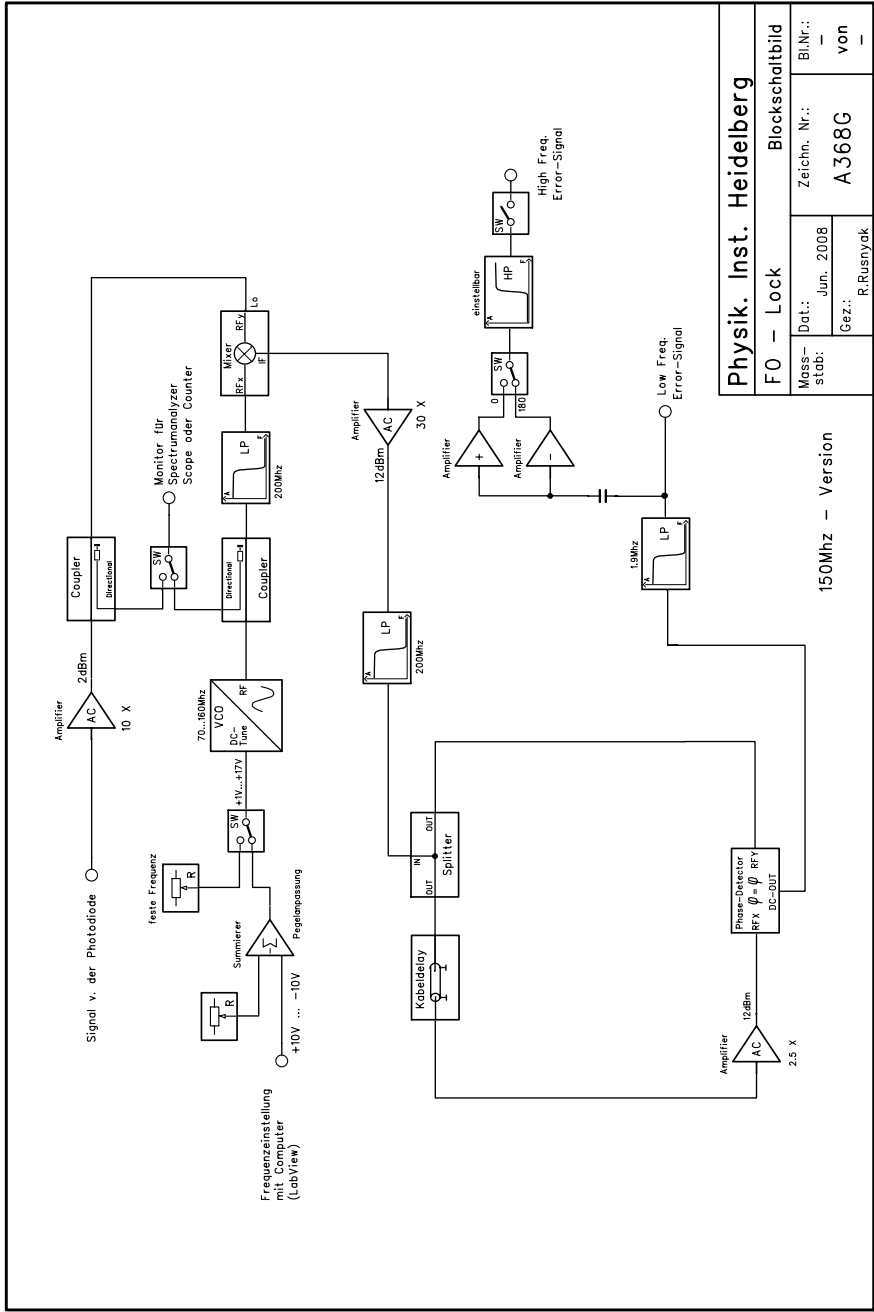 Signal v. der Photodiode
Amplifier
AC
10 X
2dBm
Coupler
Directional
SW
Monitor für
Spectrumanalyzer
Scope oder Counter
Frequenzeinstellung
mit Computer
(LabView)
+10V ... -10V
R
Summierer
-Σ
Pegelanpassung
feste Frequenz
R
SW
+1V...+17V
70...160Mhz
VCO
DC-
Tune
RF
Directional
Coupler
A
LP
F
200Mhz
Mixer
RFx
RFy
IF
Lo
Amplifier
AC
30 X
12dBm
A
LP
F
200Mhz
IN
OUT
OUT
Splitter
Kabeldelay
Amplifier
AC
2.5 X
12dBm
Phase-Detector
RFX φ = φ RFY
DC-OUT
1.9Mhz
A
LP
F
Low Freq.
Error-Signal
Amplifier
+
Amplifier
-
0
180
SW
einstellbar
A
HP
F
SW
High Freq.
Error-Signal
150Mhz - Version
Physik. Inst. Heidelberg
FO - Lock Blockschaltbild
Mass-
stab:
Dat.:
Jun. 2008
Gez.:
R.Rusnyak
Zeichn. Nr.:
A368G
Bl.Nr.:
-
von
-